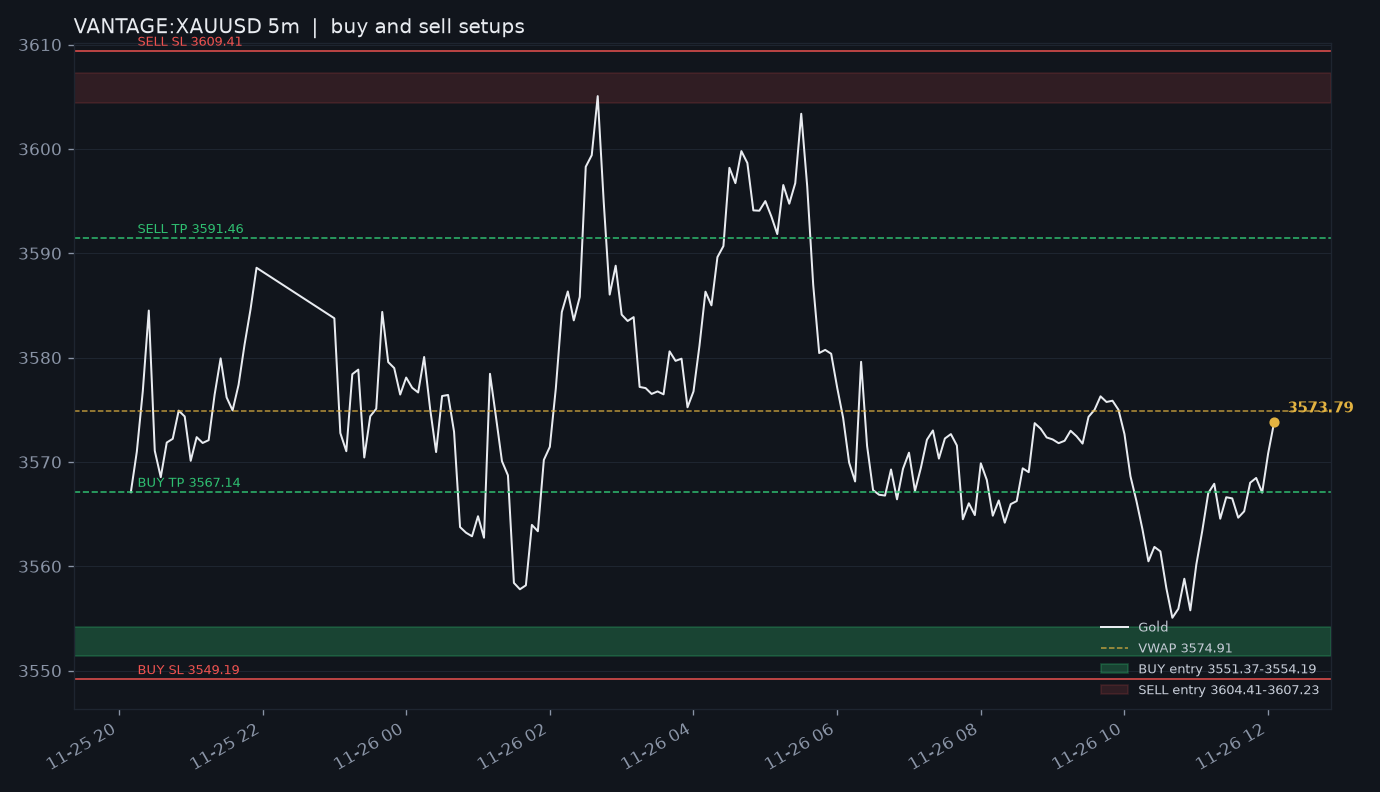 VANTAGE:XAUUSD 5m | buy and sell setups
3610
SELL SL 3609.41
3600
SELL TP 3591.46
3590
3580
3573.79
3570
BUY TP 3567.14
3560
Gold
VWAP 3574.91
BUY entry 3551.37-3554.19
SELL entry 3604.41-3607.23
3550
BUY SL 3549.19
11-25 20
11-25 22
11-26 00
11-26 02
11-26 04
11-26 06
11-26 08
11-26 10
11-26 12